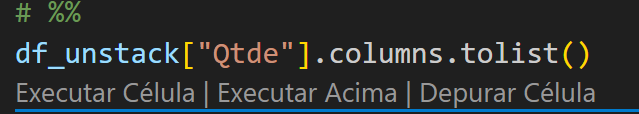 # %%
df_unstack["Qtde"].columns.tolist()
Executar Célula | Executar Acima | Depurar Célula